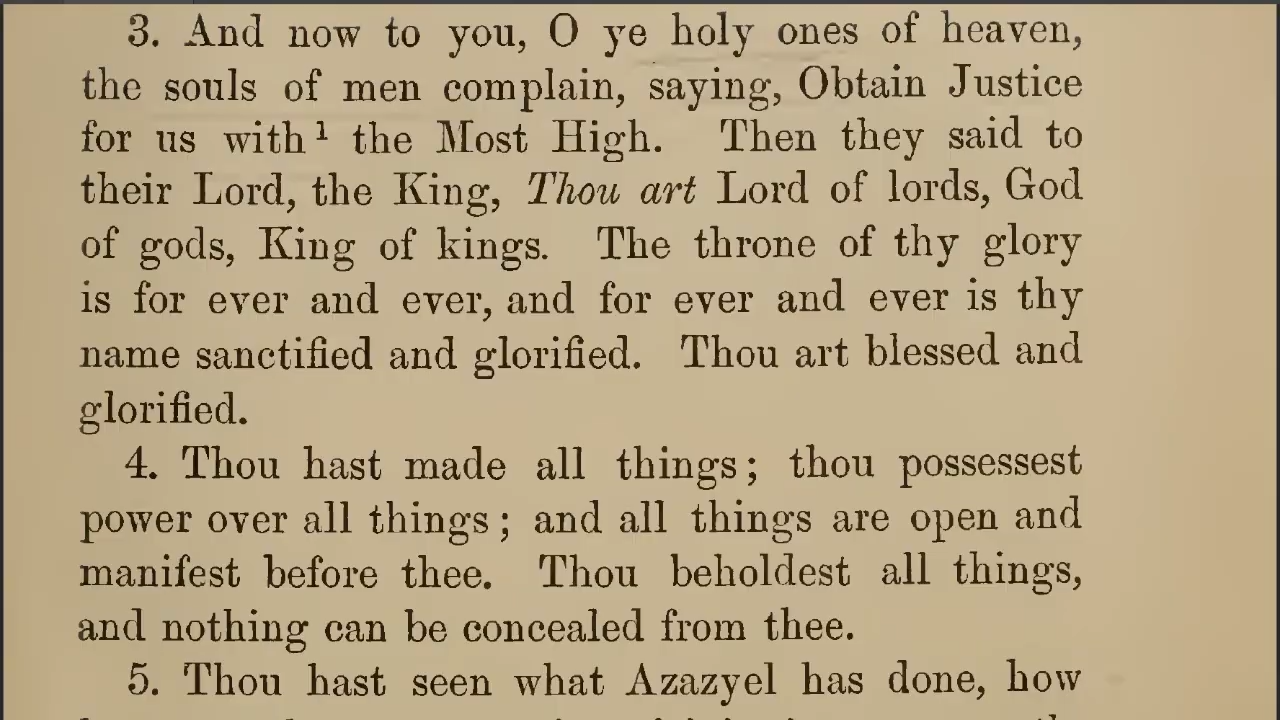 3. And now to you, O ye holy ones of heaven,
the souls of men complain, saying, Obtain Justice
for us with¹ the Most High. Then they said to
their Lord, the King, Thou art Lord of lords, God
of gods, King of kings. The throne of thy glory
is for ever and ever, and for ever and ever is thy
name sanctified and glorified. Thou art blessed and
glorified.
4. Thou hast made all things; thou possessest
power over all things; and all things are open and
manifest before thee. Thou beholdest all things,
and nothing can be concealed from thee.
5. Thou hast seen what Azazyel has done, how